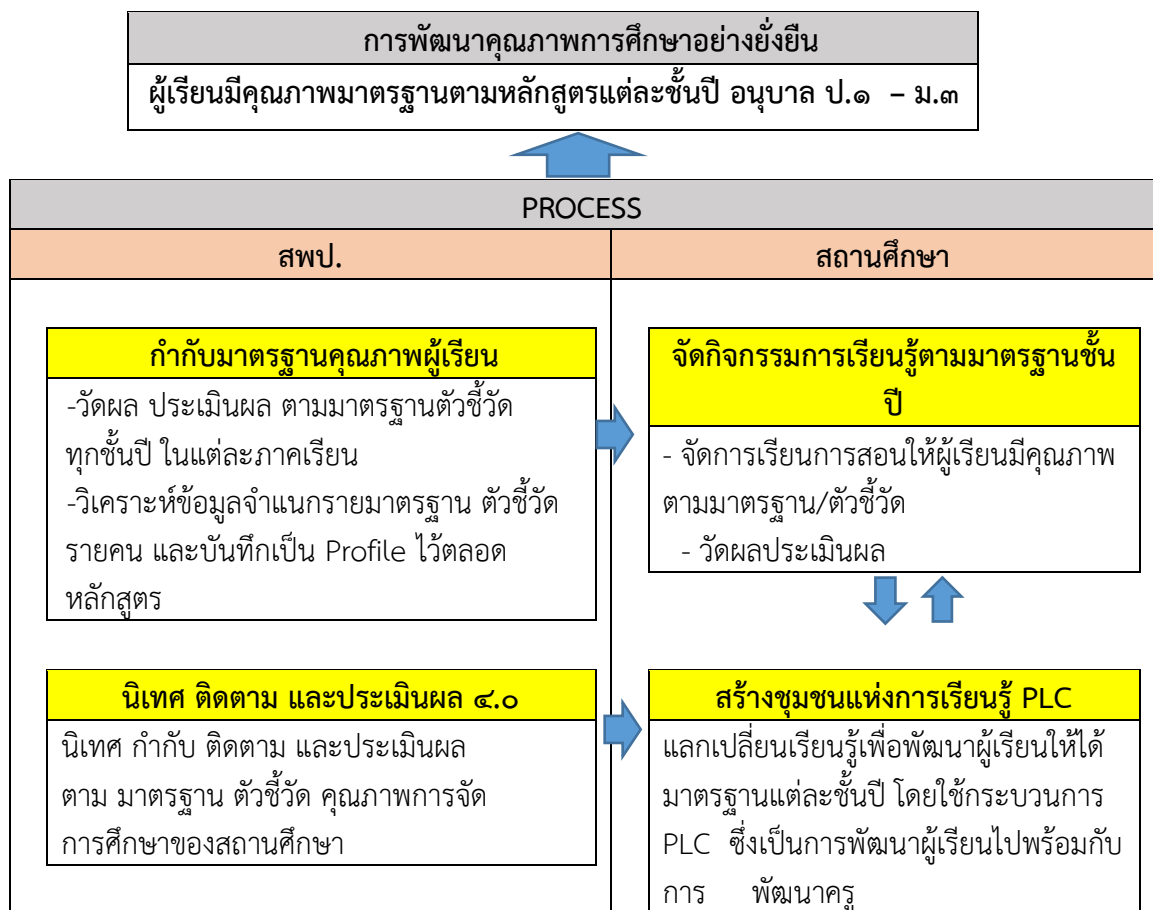 การพัฒนาคุณภาพการศึกษาอย่างยั่งยืน
ผู้เรียนมีคุณภาพมาตรฐานตามหลักสูตรแต่ละชั้นปี อนุบาล ป.๑ – ม.๓
PROCESS
สพป.
สถานศึกษา
กำกับมาตรฐานคุณภาพผู้เรียน
-วัดผล ประเมินผล ตามมาตรฐานตัวชี้วัด
ทุกชั้นปี ในแต่ละภาคเรียน
-วิเคราะห์ข้อมูลจำแนกรายมาตรฐาน ตัวชี้วัด
รายคน และบันทึกเป็น Profile ไว้ตลอด
หลักสูตร
จัดกิจกรรมการเรียนรู้ตามมาตรฐานชั้น
ปี
- จัดการเรียนการสอนให้ผู้เรียนมีคุณภาพ
ตามมาตรฐาน/ตัวชี้วัด
- วัดผลประเมินผล
นิเทศ ติดตาม และประเมินผล ๔.๐
นิเทศ กำกับ ติดตาม และประเมินผล
ตาม มาตรฐาน ตัวชี้วัด คุณภาพการจัด
การศึกษาของสถานศึกษา
สร้างชุมชนแห่งการเรียนรู้ PLC
แลกเปลี่ยนเรียนรู้เพื่อพัฒนาผู้เรียนให้ได้
มาตรฐานแต่ละชั้นปี โดยใช้กระบวนการ
PLC ซึ่งเป็นการพัฒนาผู้เรียนไปพร้อมกับ
การ พัฒนาครู